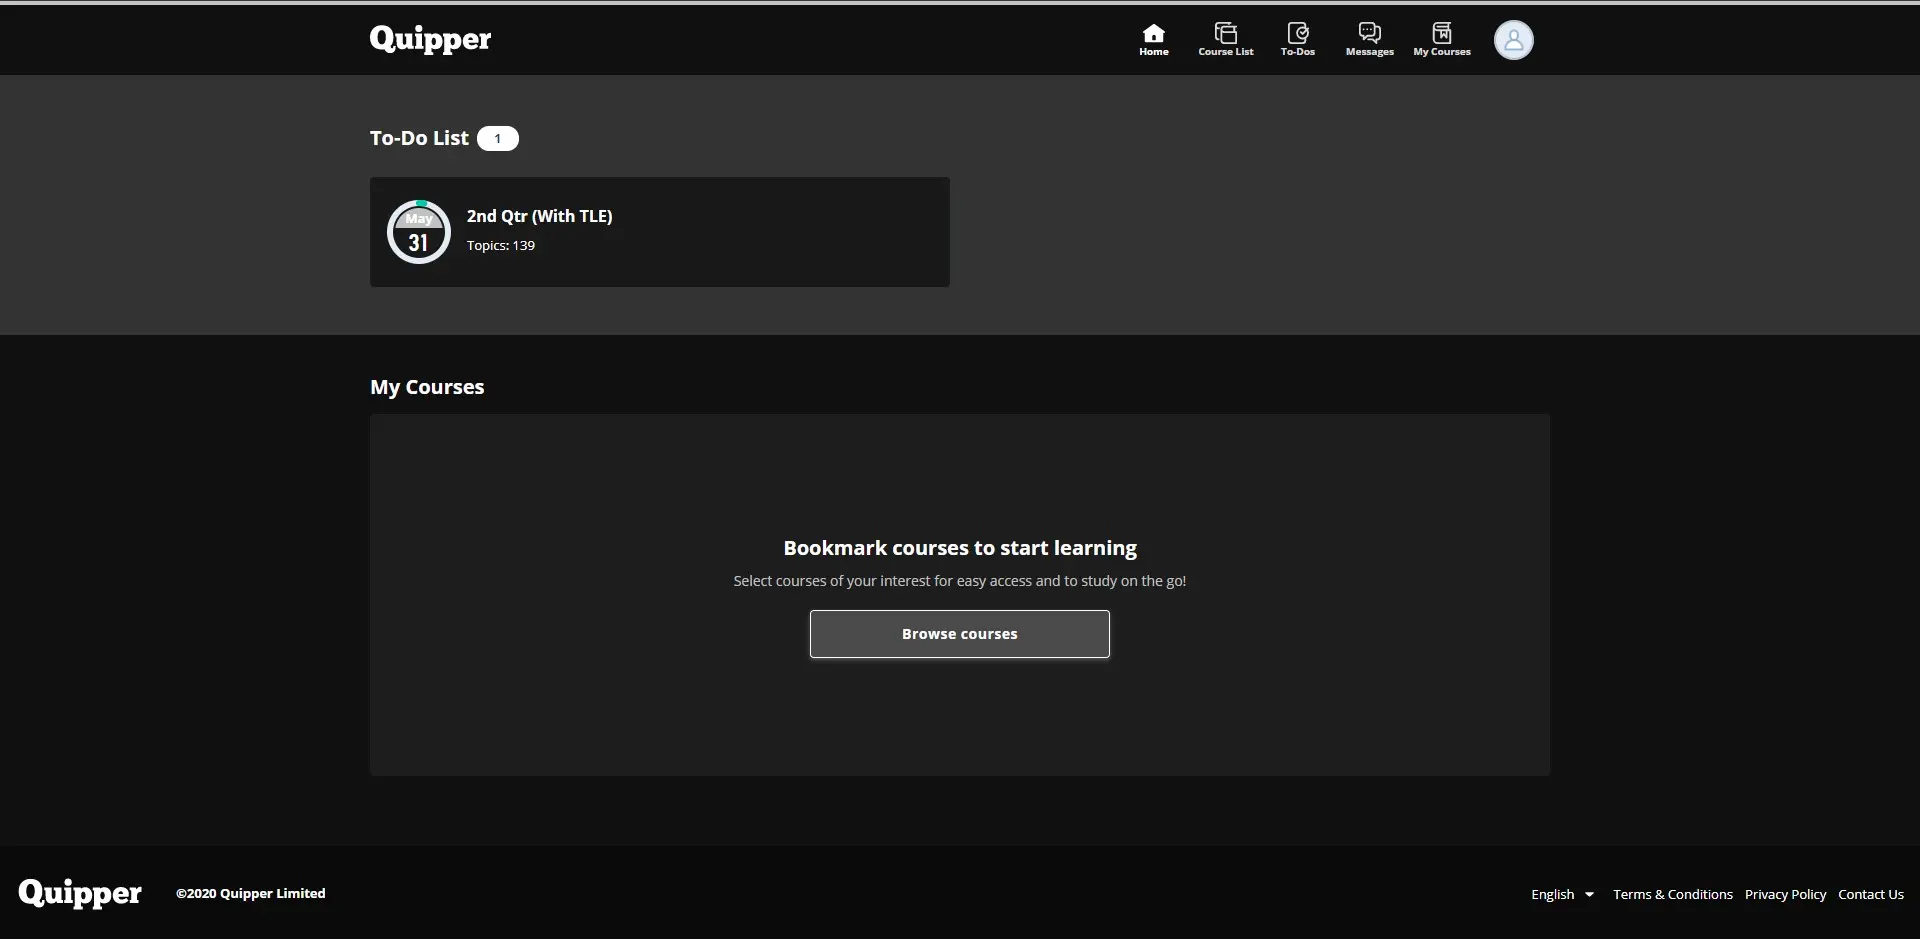 Quipper
Home
Course List
To-Dos
Messages
My Courses
To-Do List 1
May
31
2nd Qtr (With TLE)
Topics: 139
My Courses
Bookmark courses to start learning
Select courses of your interest for easy access and to study on the go!
Browse courses
Quipper
©2020 Quipper Limited
English
Terms & Conditions
Privacy Policy
Contact Us